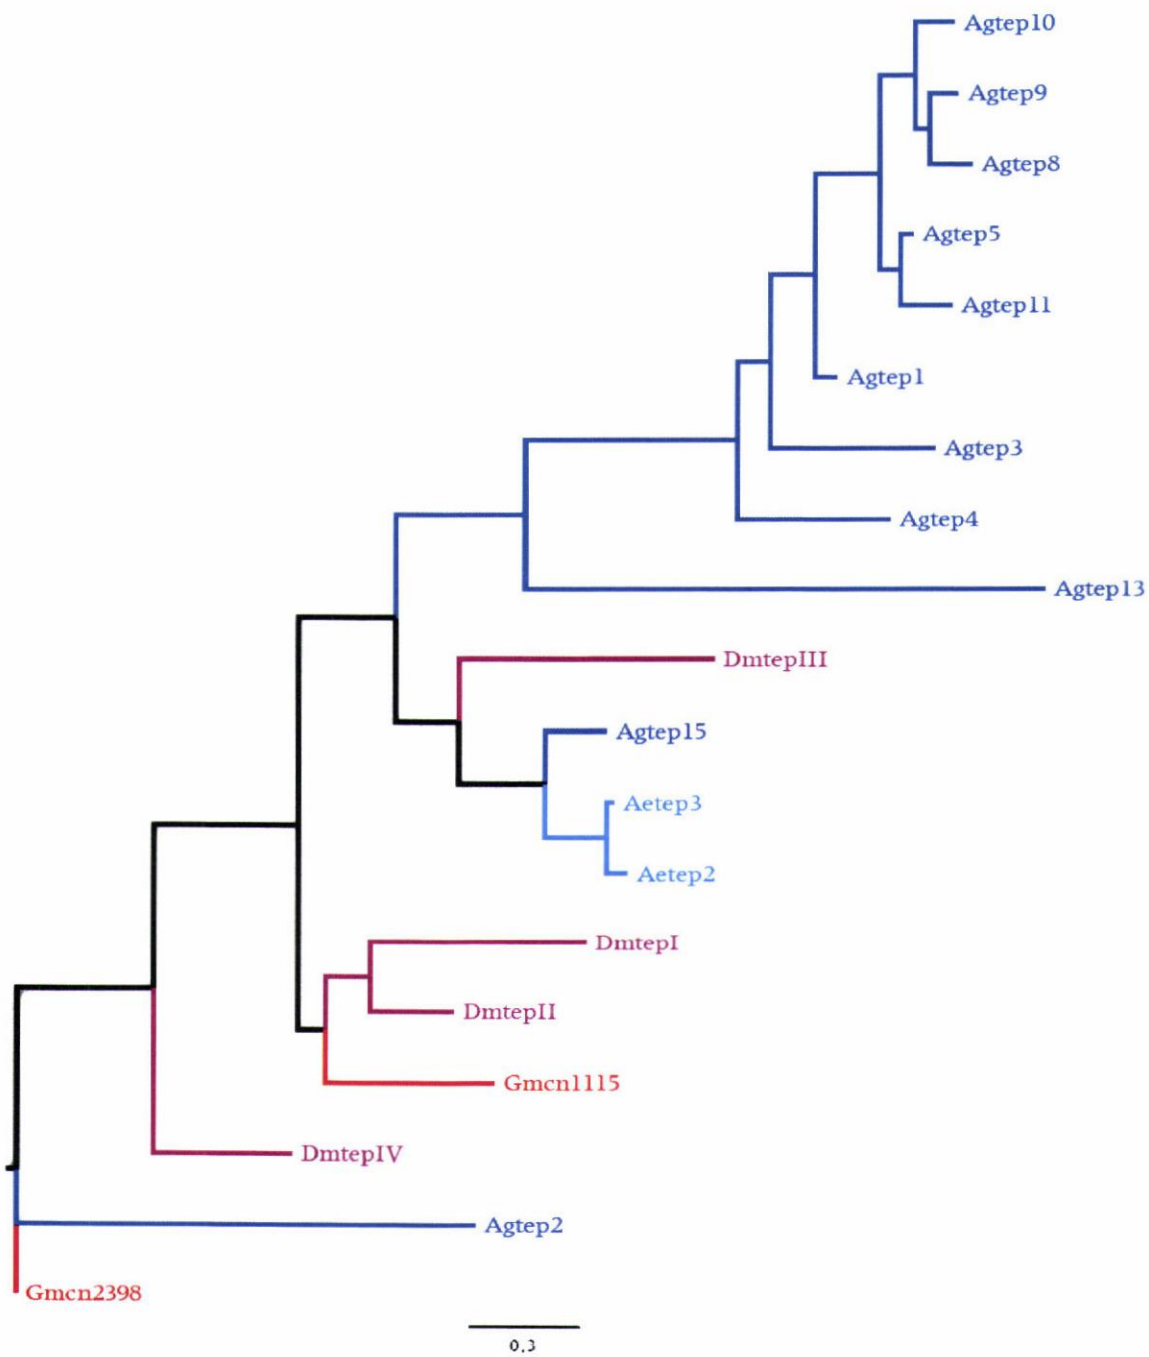 Agtep10
Agtep9
Agtep8
Agtep5
Agtep11
Agtep1
Agtep3
Agtep4
Agtep13
DmtepIII
Agtep15
Aetep3
Aetep2
DmtepI
DmtepII
Gmcn1115
DmtepIV
Agtep2
Gmcn2398
0.3